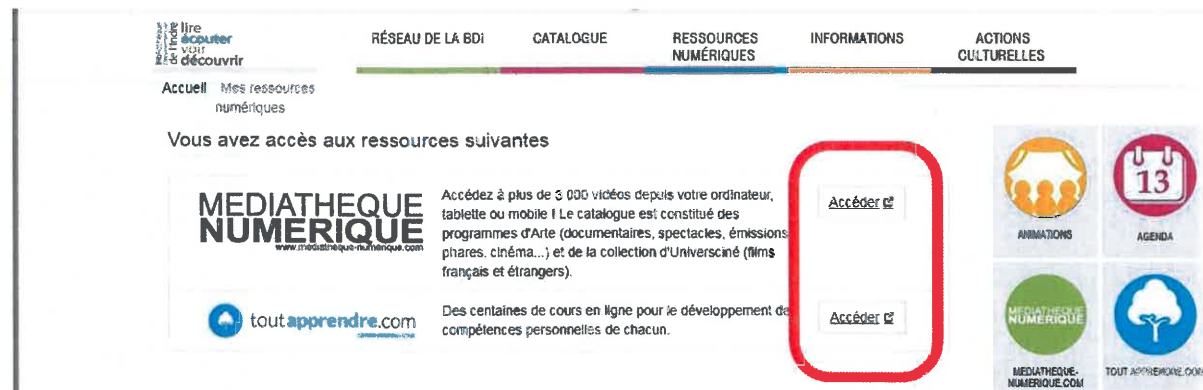 lire
écouter
voir
découvrir
de l'Indre
RÉSEAU DE LA BDI
CATALOGUE
RESSOURCES
NUMÉRIQUES
INFORMATIONS
ACTIONS
CULTURELLES
Accueil Mes ressources
numériques
Vous avez accès aux ressources suivantes
MEDIATHEQUE
NUMERIQUE
www.mediatheque-numerique.com
Accédez à plus de 3 000 vidéos depuis votre ordinateur,
tablette ou mobile ! Le catalogue est constitué des
programmes d'Arte (documentaires, spectacles, émissions
phares, cinéma...) et de la collection d'Universciné (films
français et étrangers).
Accéder
toutapprendre.com
Des centaines de cours en ligne pour le développement de
compétences personnelles de chacun.
Accéder
ANIMATIONS
13
AGENDA
MEDIATHEQUE
NUMERIQUE
MEDIATHEQUE-
NUMERIQUE.COM
TOUT APPRENDRE.COM